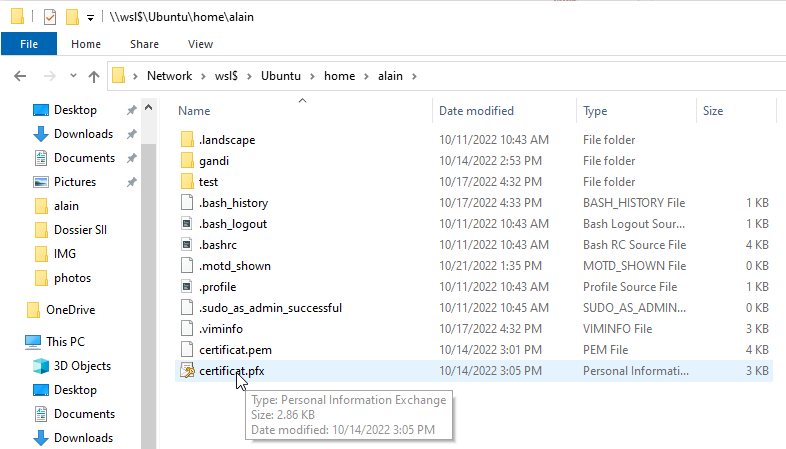 \\wsl$\Ubuntu\home\alain
File Home Share View
Network wsl$ Ubuntu home alain
Desktop
Downloads
Documents
Pictures
alain
Dossier SII
IMG
photos
OneDrive
This PC
3D Objects
Desktop
Documents
Downloads
Name Date modified Type Size
.landscape 10/11/2022 10:43 AM File folder
gandi 10/14/2022 2:53 PM File folder
test 10/17/2022 4:32 PM File folder
.bash_history 10/17/2022 4:33 PM BASH_HISTORY File 1 KB
.bash_logout 10/11/2022 10:43 AM Bash Logout Sour... 1 KB
.bashrc 10/11/2022 10:43 AM Bash RC Source File 4 KB
.motd_shown 10/21/2022 1:35 PM MOTD_SHOWN File 0 KB
.profile 10/11/2022 10:43 AM Profile Source File 1 KB
.sudo_as_admin_successful 10/11/2022 10:45 AM SUDO_AS_ADMIN... 0 KB
.viminfo 10/17/2022 4:32 PM VIMINFO File 3 KB
certificat.pem 10/14/2022 3:01 PM PEM File 4 KB
certificat.pfx 10/14/2022 3:05 PM Personal Informati... 3 KB
Type: Personal Information Exchange
Size: 2.86 KB
Date modified: 10/14/2022 3:05 PM